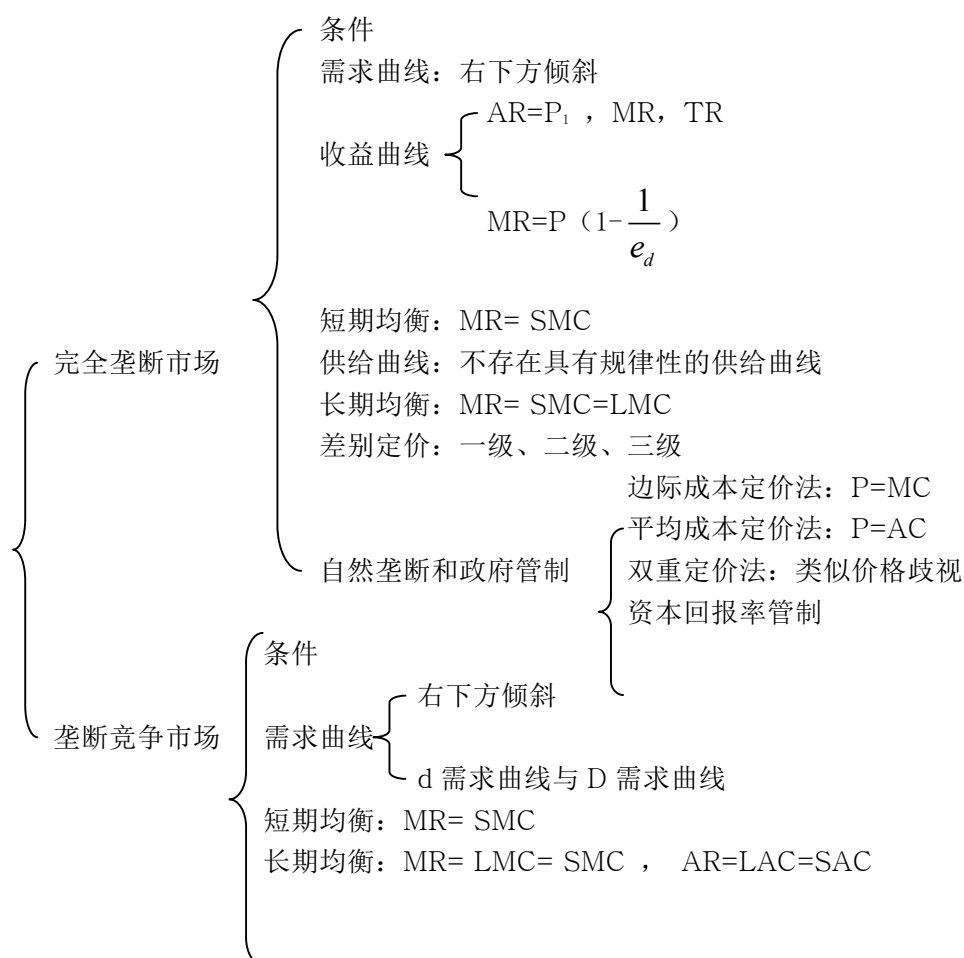 条件
需求曲线：右下方倾斜
AR=P₁ ，MR，TR
收益曲线
MR=P（1-\frac{1}{e_d}）
短期均衡：MR= SMC
完全垄断市场
供给曲线：不存在具有规律性的供给曲线
长期均衡：MR= SMC=LMC
差别定价：一级、二级、三级
边际成本定价法：P=MC
平均成本定价法：P=AC
自然垄断和政府管制
双重定价法：类似价格歧视
资本回报率管制
条件
右下方倾斜
垄断竞争市场
需求曲线
d 需求曲线与 D 需求曲线
短期均衡：MR= SMC
长期均衡：MR= LMC= SMC ， AR=LAC=SAC